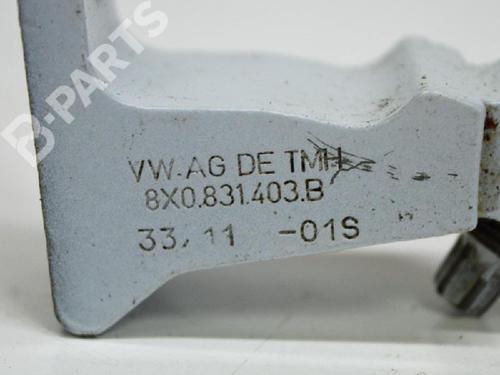 B-PARTS
VW.AG DE TMH
8X0.831.403.B
33/11 -01S